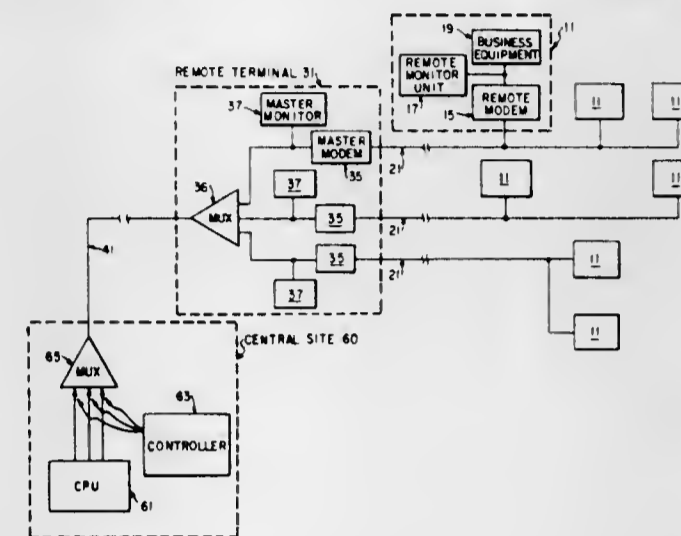 19
BUSINESS
EQUIPMENT
11
REMOTE
MONITOR
UNIT
17
REMOTE
MODEM
15
REMOTE TERMINAL 31
37
MASTER
MONITOR
MASTER
MODEM
35
21
11
11
36
MUX
37
35
21
11
11
35
37
21
11
11
41
CENTRAL SITE 60
65
MUX
63
CONTROLLER
CPU
61